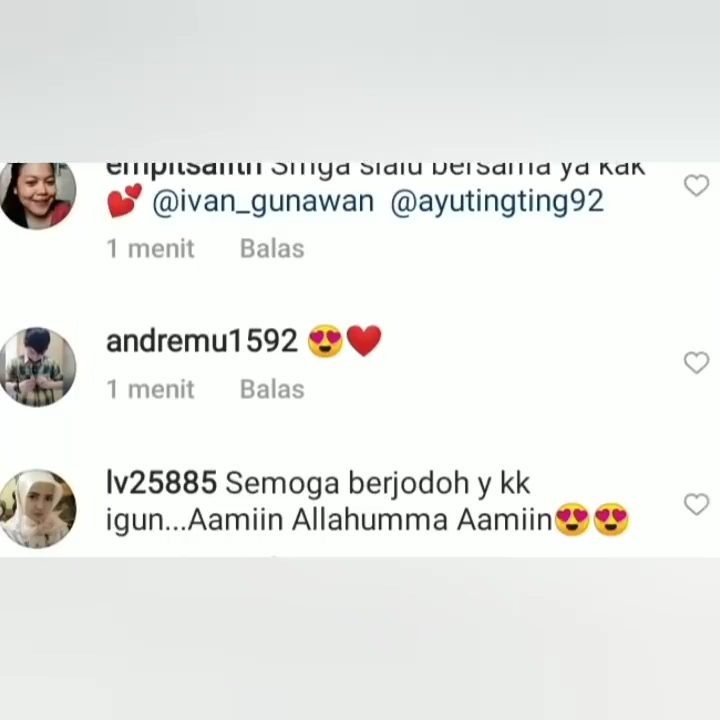 Smga slalu bersama ya kak
💕 @ivan_gunawan @ayutingting92
1 menit Balas
andremu1592 😍❤️
1 menit Balas
lv25885 Semoga berjodoh y kk
igun...Aamiin Allahumma Aamiin😍😍